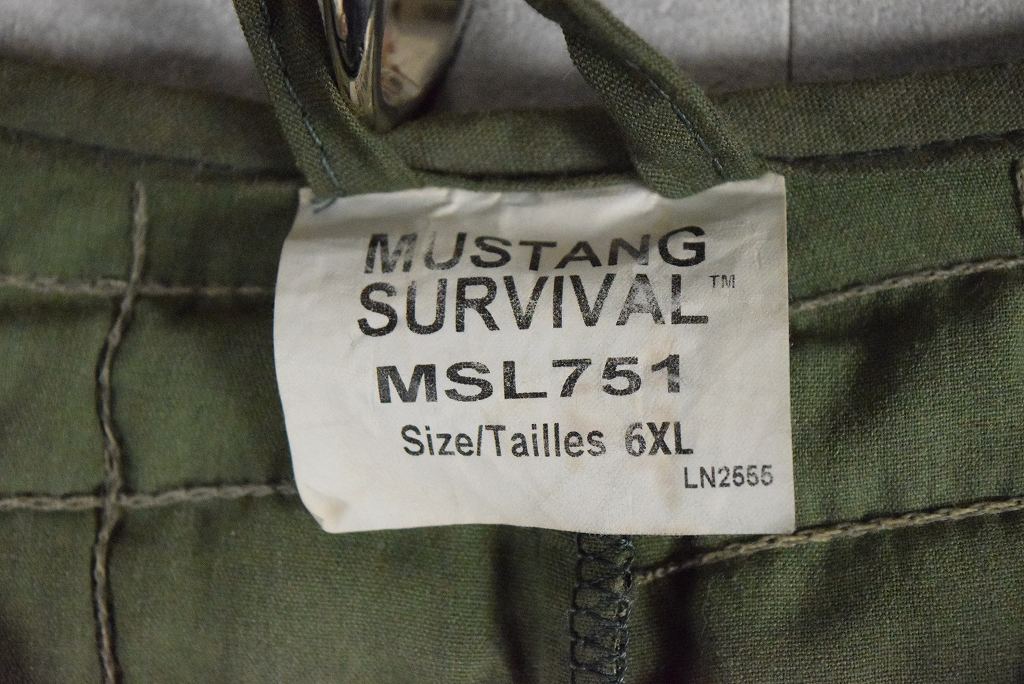 MUSTANG
SURVIVAL™
MSL751
Size/Tailles 6XL
LN2555